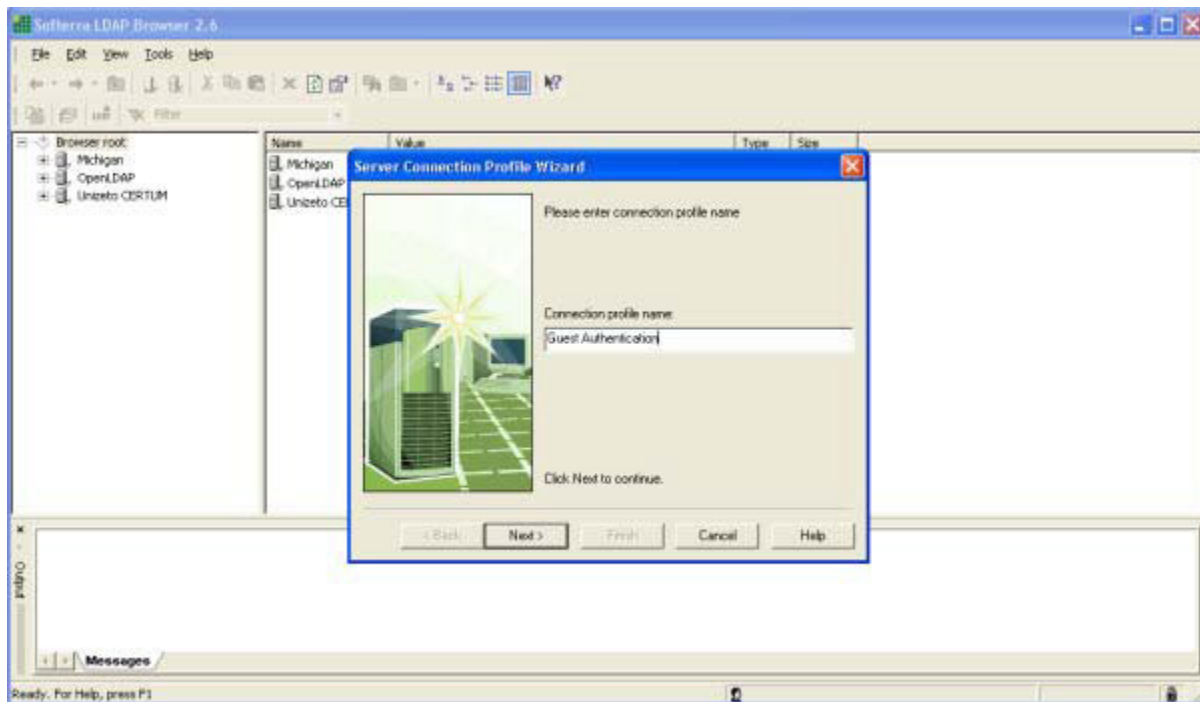 Softerra LDAP Browser 2.6
File Edit View Tools Help
Filter
Browser root
Michigan
OpenLDAP
Unizeto CERTUM
Name Value Type Size
Michigan
OpenLDAP
Unizeto CE
Server Connection Profile Wizard
Please enter connection profile name
Connection profile name:
Guest Authentication
Click Next to continue.
< Back Next > Finish Cancel Help
Output
Messages
Ready. For Help, press F1